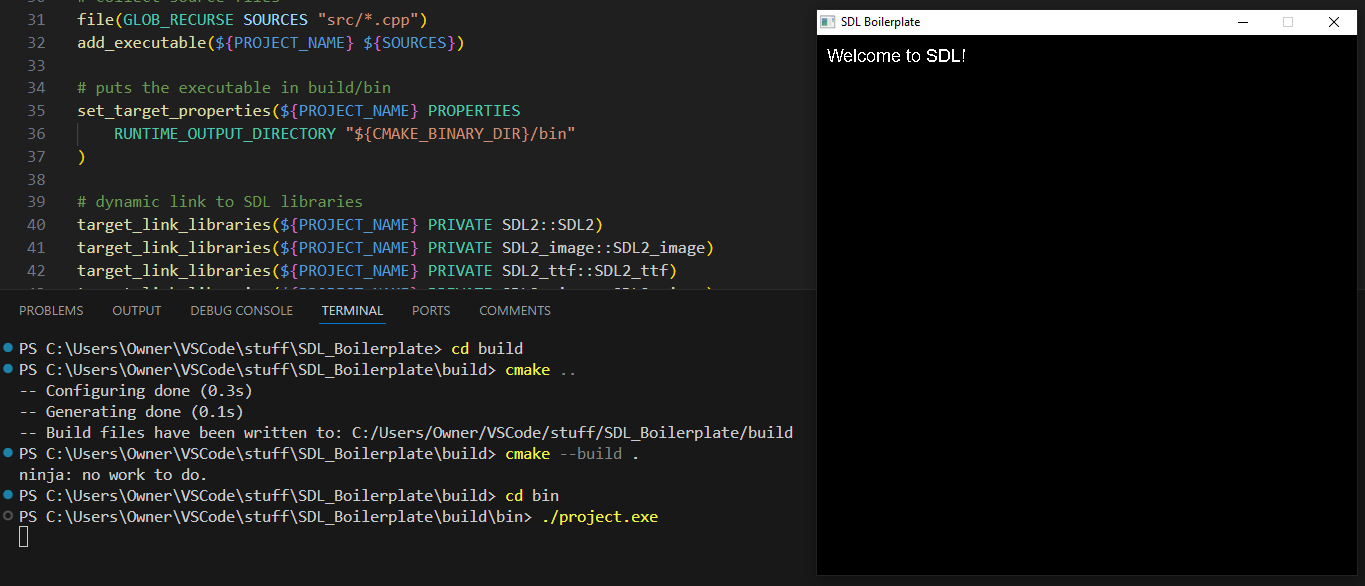 31 file(GLOB_RECURSE SOURCES "src/*.cpp")
32 add_executable(${PROJECT_NAME} ${SOURCES})
33
34 # puts the executable in build/bin
35 set_target_properties(${PROJECT_NAME} PROPERTIES
36 RUNTIME_OUTPUT_DIRECTORY "${CMAKE_BINARY_DIR}/bin"
37 )
38
39 # dynamic link to SDL libraries
40 target_link_libraries(${PROJECT_NAME} PRIVATE SDL2::SDL2)
41 target_link_libraries(${PROJECT_NAME} PRIVATE SDL2_image::SDL2_image)
42 target_link_libraries(${PROJECT_NAME} PRIVATE SDL2_ttf::SDL2_ttf)
PROBLEMS OUTPUT DEBUG CONSOLE TERMINAL PORTS COMMENTS
PS C:\Users\Owner\VSCode\stuff\SDL_Boilerplate> cd build
PS C:\Users\Owner\VSCode\stuff\SDL_Boilerplate\build> cmake ..
-- Configuring done (0.3s)
-- Generating done (0.1s)
-- Build files have been written to: C:/Users/Owner/VSCode/stuff/SDL_Boilerplate/build
PS C:\Users\Owner\VSCode\stuff\SDL_Boilerplate\build> cmake --build .
ninja: no work to do.
PS C:\Users\Owner\VSCode\stuff\SDL_Boilerplate\build> cd bin
PS C:\Users\Owner\VSCode\stuff\SDL_Boilerplate\build\bin> ./project.exe
SDL Boilerplate
Welcome to SDL!